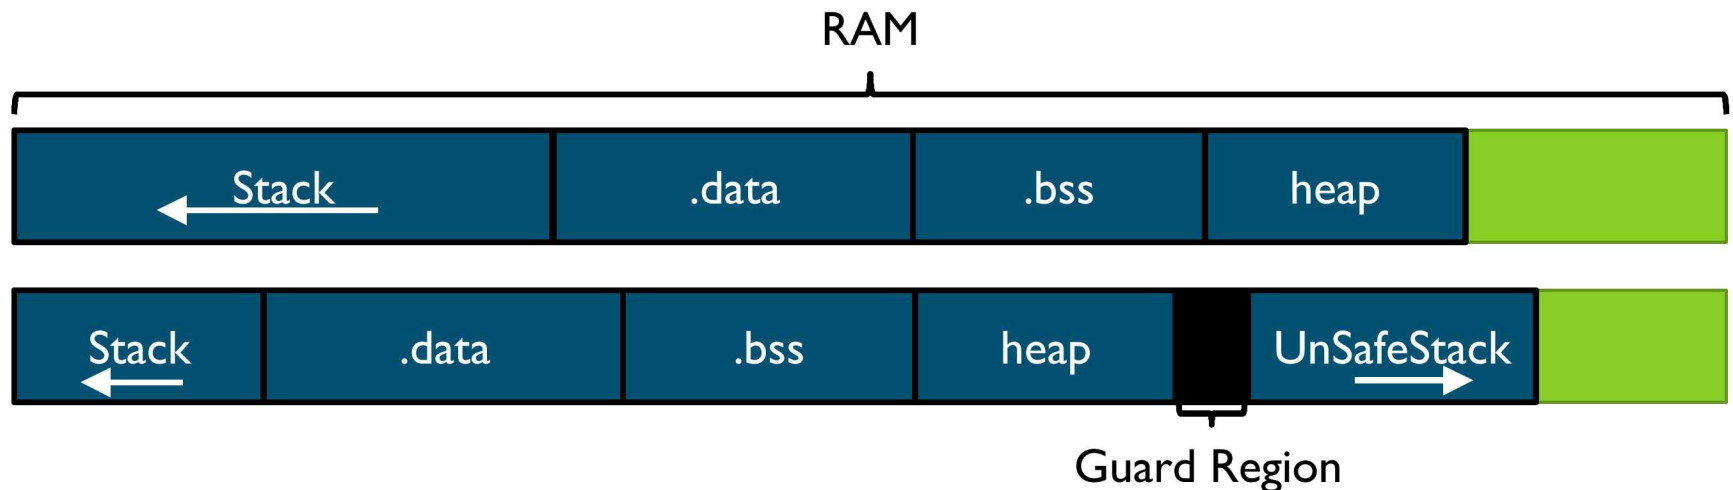 RAM
Stack .data .bss heap
Stack .data .bss heap UnSafeStack
Guard Region